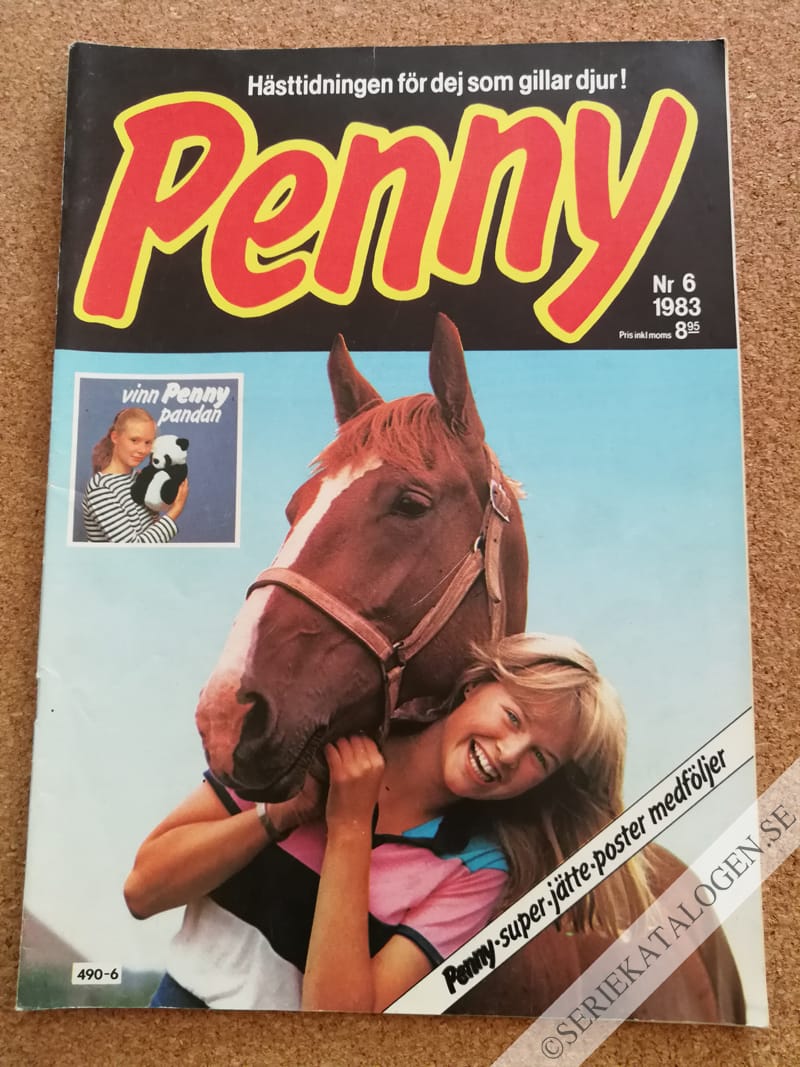 Hästtidningen för dej som gillar djur!
Penny
Nr 6
1983
Pris inkl moms 8 95
vinn Penny
pandan
Penny-super-jätte-poster medföljer
490-6
©SERIEKATALOGEN.SE